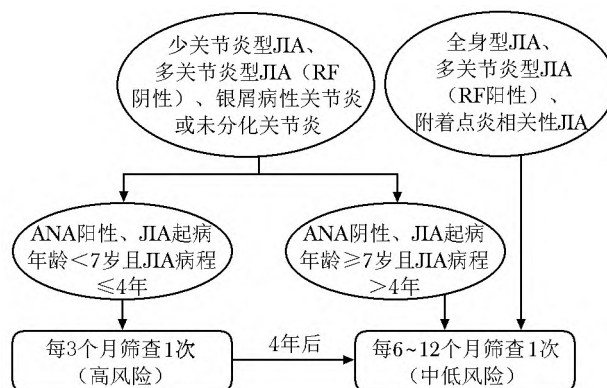 少关节炎型JIA、
多关节炎型JIA（RF
阴性）、银屑病性关节炎
或未分化关节炎
全身型JIA、
多关节炎型JIA
（RF阳性）、
附着点炎相关性JIA
ANA阳性、JIA起病
年龄＜7岁且JIA病程
≤4年
ANA阴性、JIA起病
年龄≥7岁且JIA病程
＞4年
每3个月筛查1次
（高风险）
4年后
每6~12个月筛查1次
（中低风险）